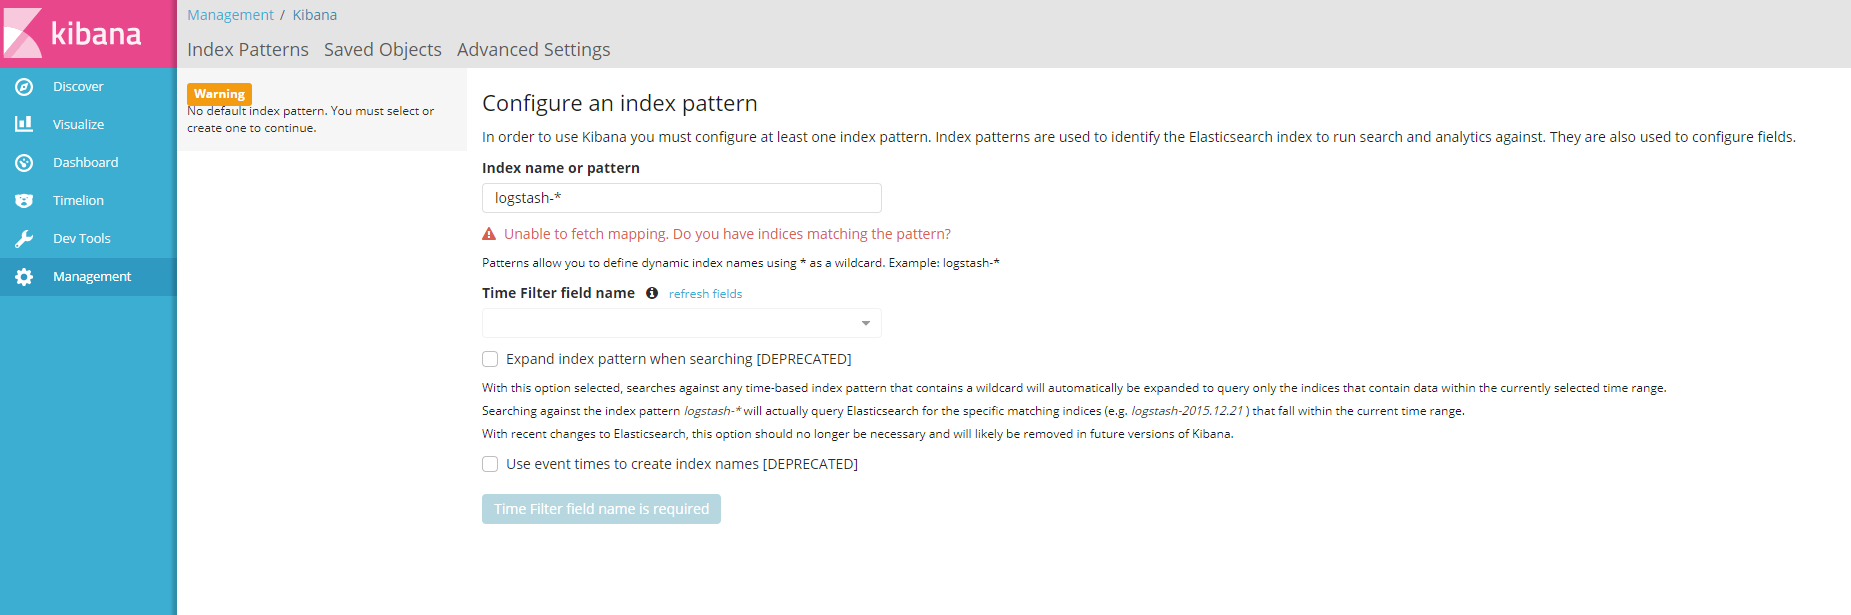 kibana
Discover
Visualize
Dashboard
Timelion
Dev Tools
Management
Management / Kibana
Index Patterns Saved Objects Advanced Settings
Warning
No default index pattern. You must select or
create one to continue.
Configure an index pattern
In order to use Kibana you must configure at least one index pattern. Index patterns are used to identify the Elasticsearch index to run search and analytics against. They are also used to configure fields.
Index name or pattern
logstash-*
Unable to fetch mapping. Do you have indices matching the pattern?
Patterns allow you to define dynamic index names using * as a wildcard. Example: logstash-*
Time Filter field name refresh fields
Expand index pattern when searching [DEPRECATED]
With this option selected, searches against any time-based index pattern that contains a wildcard will automatically be expanded to query only the indices that contain data within the currently selected time range.
Searching against the index pattern logstash-* will actually query Elasticsearch for the specific matching indices (e.g. logstash-2015.12.21 ) that fall within the current time range.
With recent changes to Elasticsearch, this option should no longer be necessary and will likely be removed in future versions of Kibana.
Use event times to create index names [DEPRECATED]
Time Filter field name is required